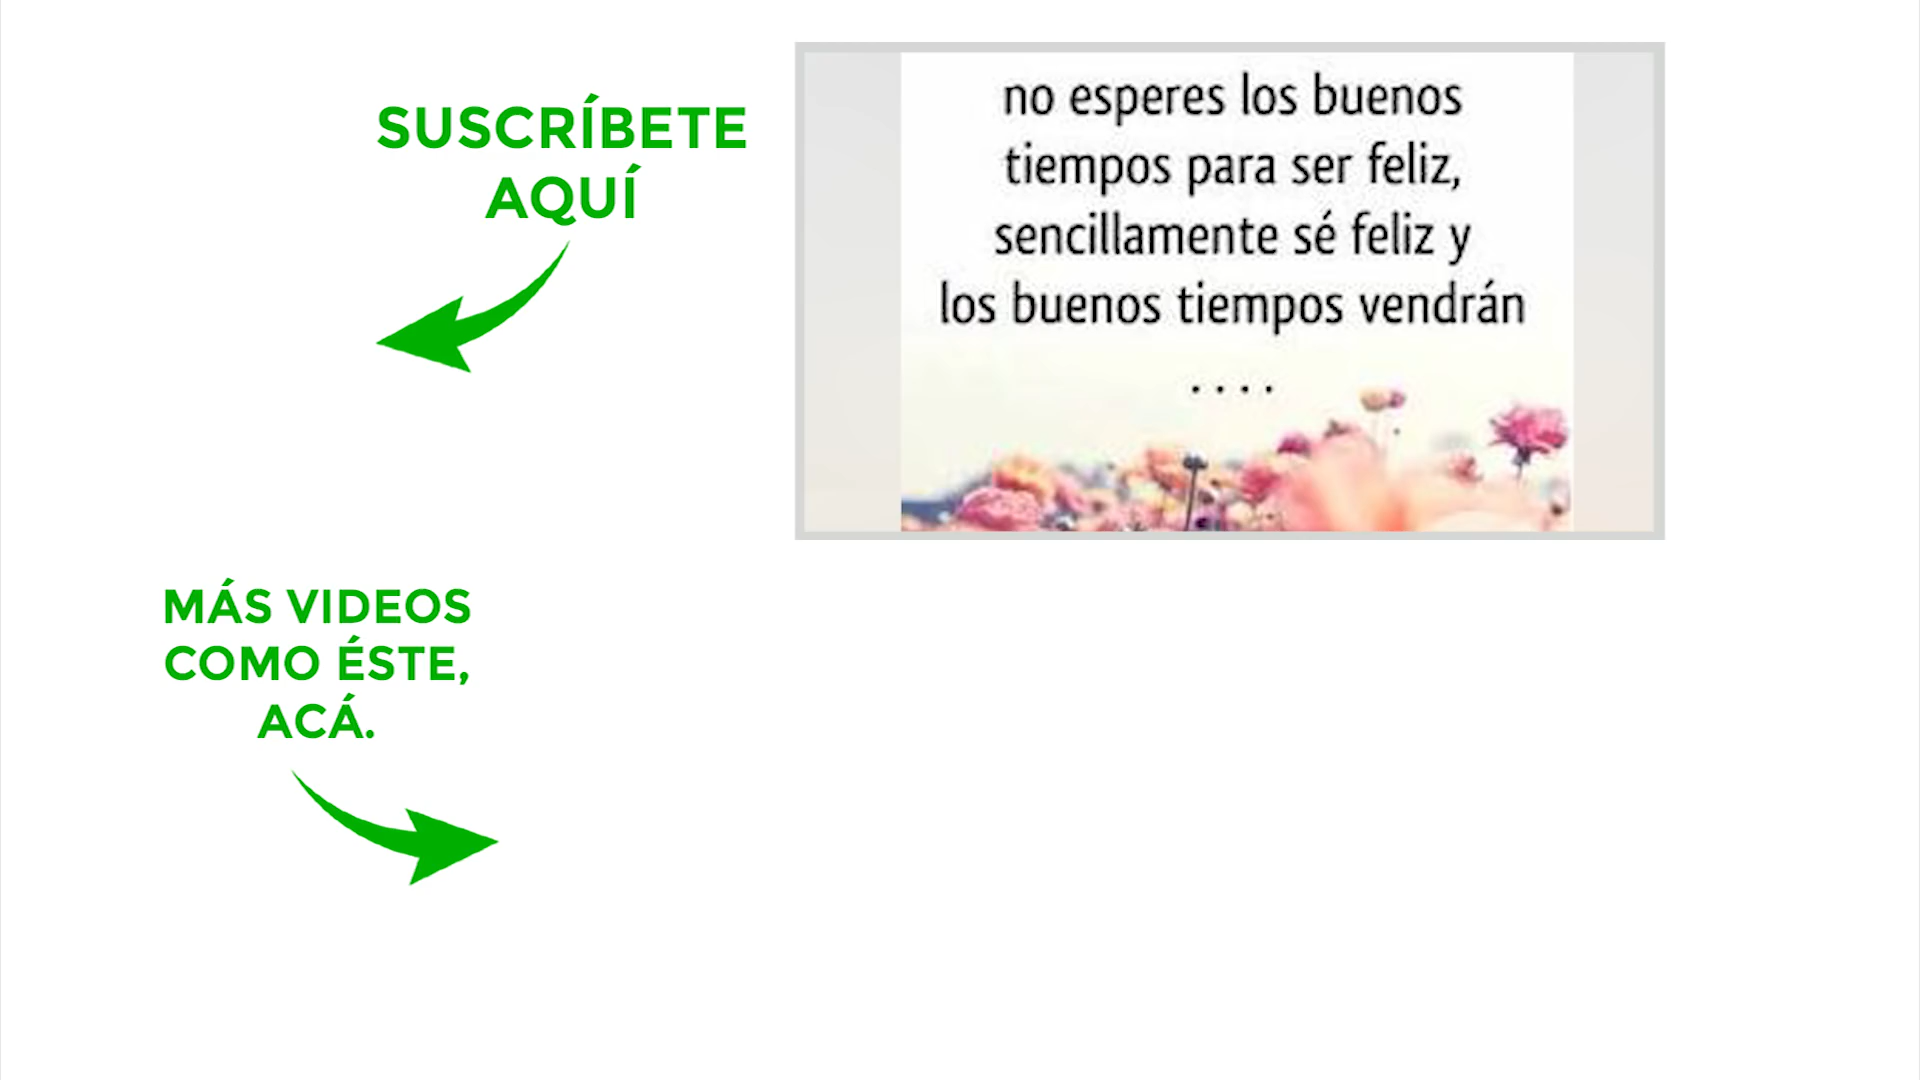 SUSCRÍBETE
AQUÍ
no esperes los buenos
tiempos para ser feliz,
sencillamente sé feliz y
los buenos tiempos vendrán
....
MÁS VIDEOS
COMO ÉSTE,
ACÁ.